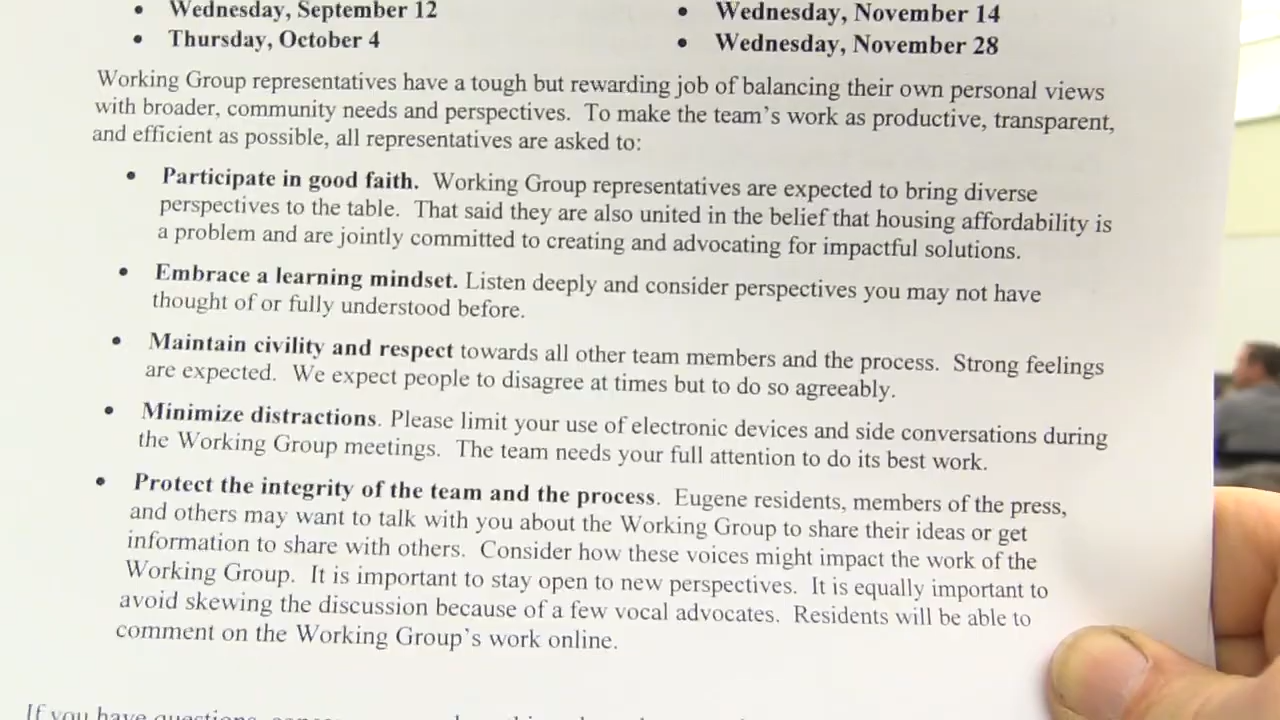 • Wednesday, September 12 • Wednesday, November 14
• Thursday, October 4 • Wednesday, November 28
Working Group representatives have a tough but rewarding job of balancing their own personal views
with broader, community needs and perspectives. To make the team's work as productive, transparent,
and efficient as possible, all representatives are asked to:
• Participate in good faith. Working Group representatives are expected to bring diverse
perspectives to the table. That said they are also united in the belief that housing affordability is
a problem and are jointly committed to creating and advocating for impactful solutions.
• Embrace a learning mindset. Listen deeply and consider perspectives you may not have
thought of or fully understood before.
• Maintain civility and respect towards all other team members and the process. Strong feelings
are expected. We expect people to disagree at times but to do so agreeably.
• Minimize distractions. Please limit your use of electronic devices and side conversations during
the Working Group meetings. The team needs your full attention to do its best work.
• Protect the integrity of the team and the process. Eugene residents, members of the press,
and others may want to talk with you about the Working Group to share their ideas or get
information to share with others. Consider how these voices might impact the work of the
Working Group. It is important to stay open to new perspectives. It is equally important to
avoid skewing the discussion because of a few vocal advocates. Residents will be able to
comment on the Working Group's work online.
If you have questions,